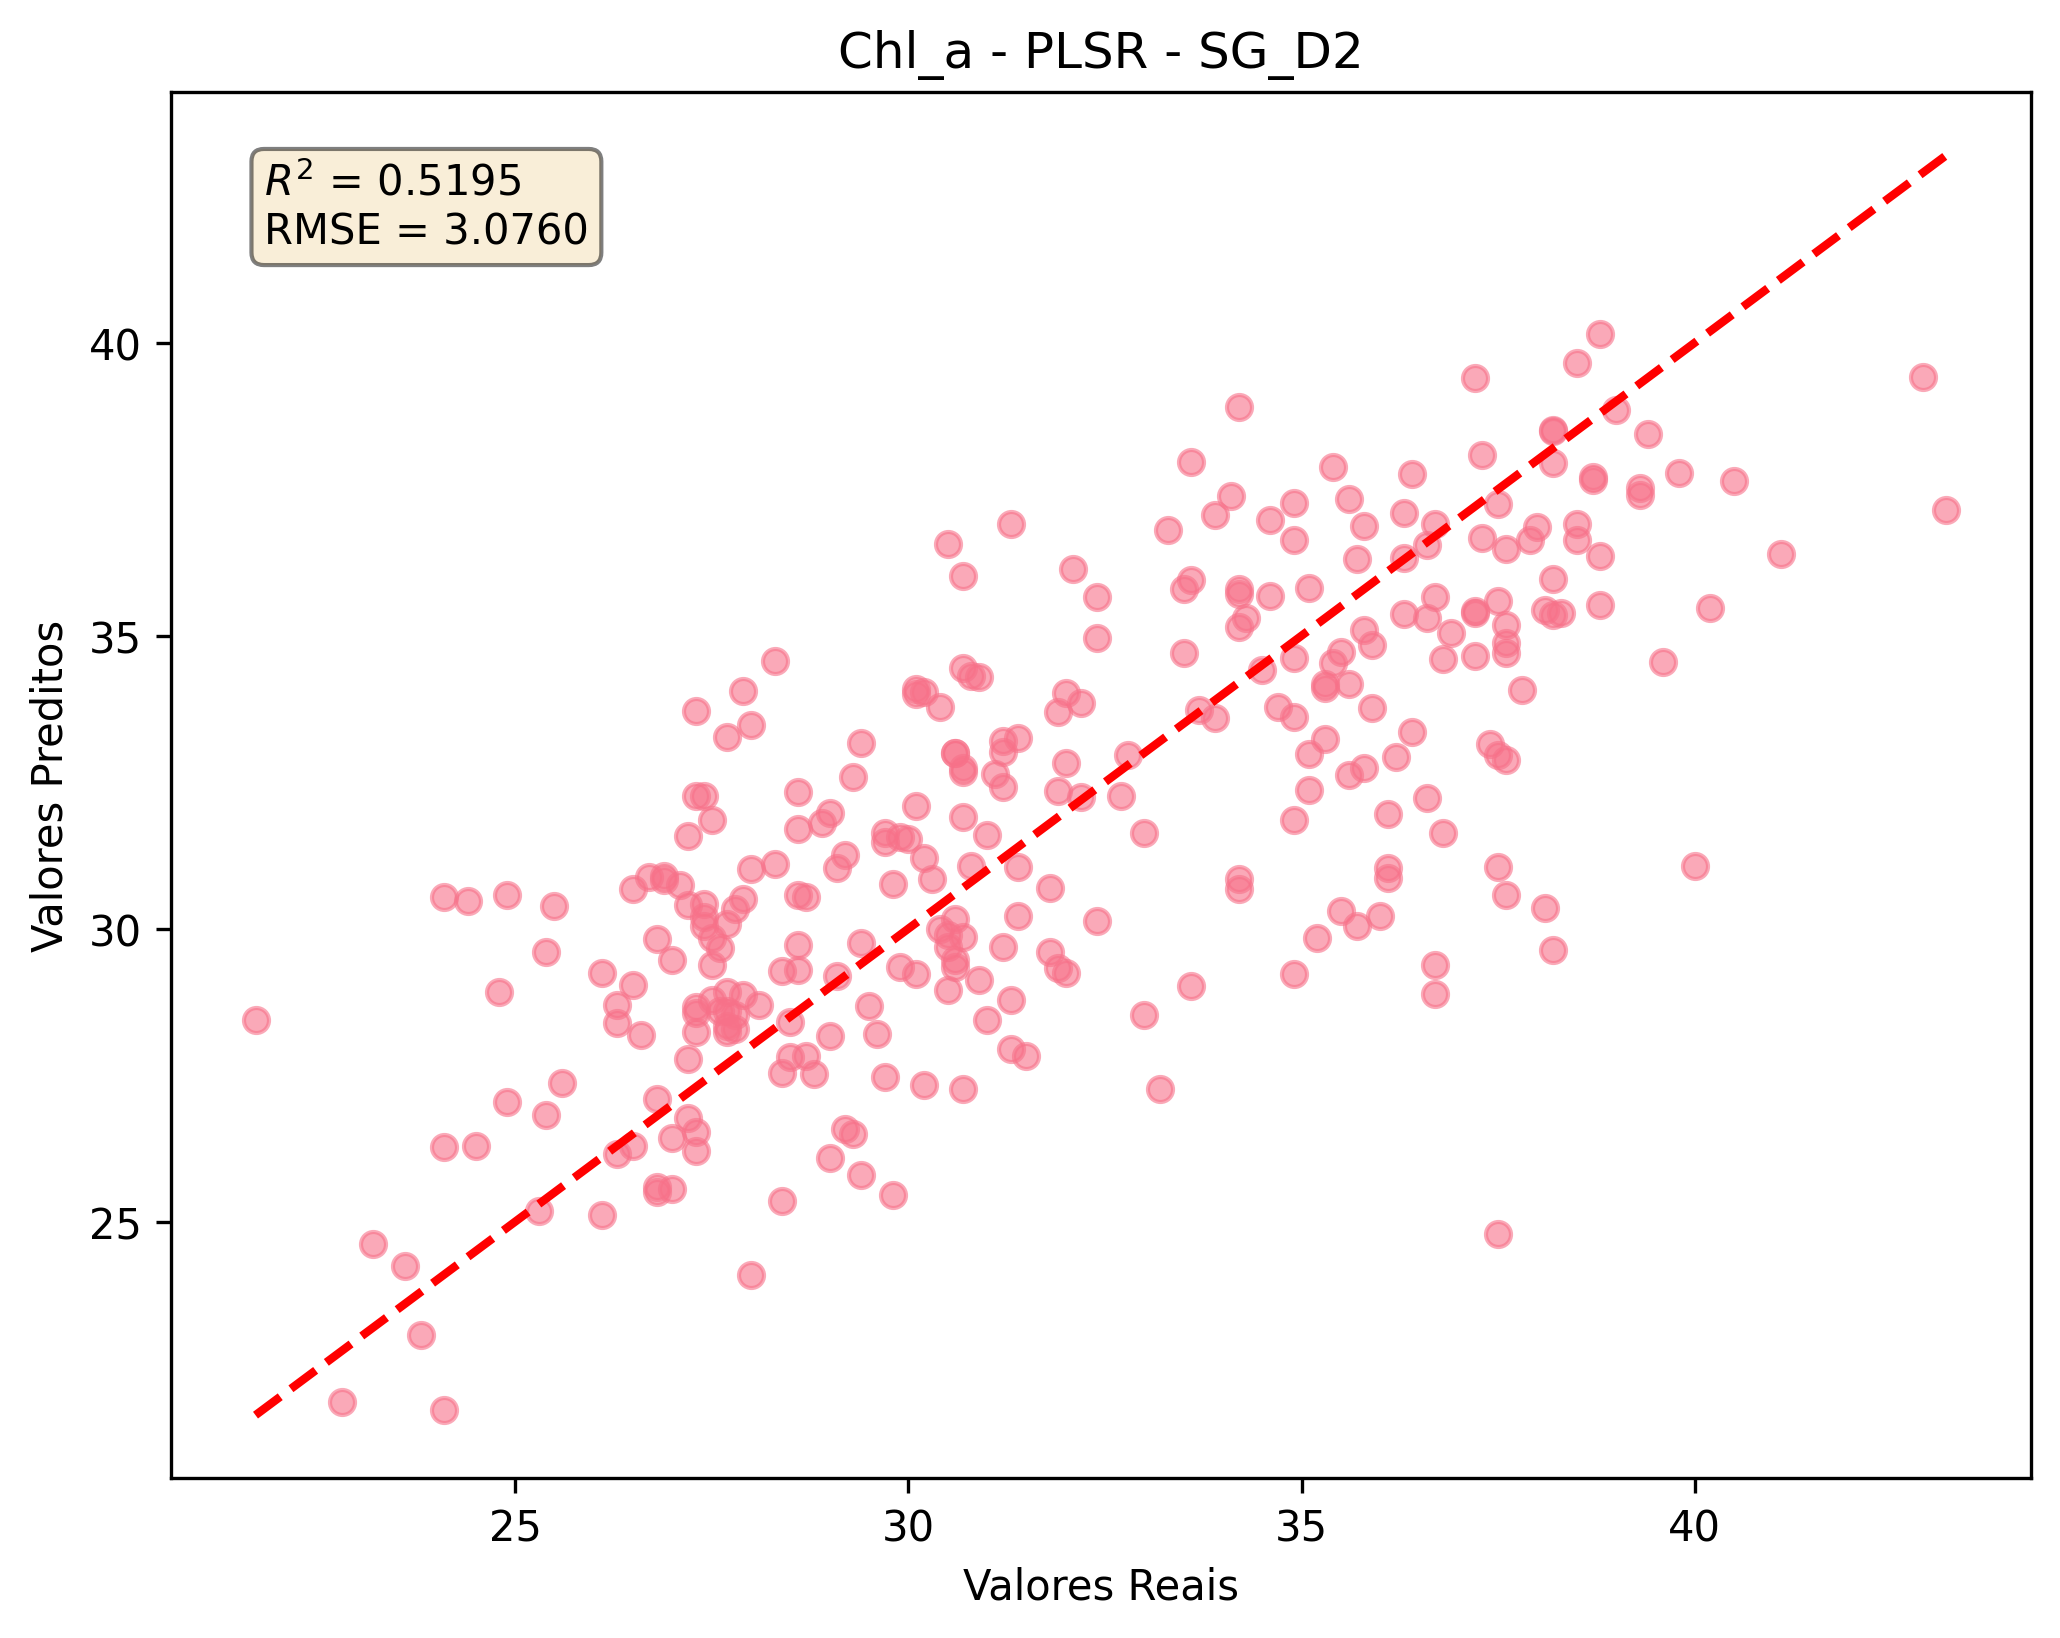 Chl_a - PLSR - SG_D2
R² = 0.5195
RMSE = 3.0760
40
35
30
25
Valores Preditos
25 30 35 40
Valores Reais